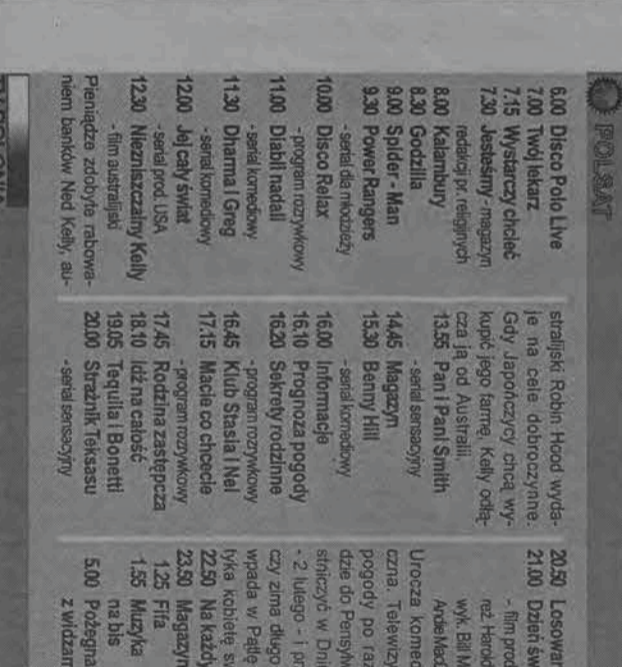 POLSAT
6.00 Disco Polo Live
7.00 Twój lekarz
7.15 Wystarczy chcieć
7.30 Jesteśmy - magazyn
redakcji pr. religijnych
8.00 Kalambury
8.30 Godzilla
9.00 Spider - Man
9.30 Power Rangers
- serial dla młodzieży
10.00 Disco Relax
- program rozrywkowy
11.00 Diabli nadali
- serial komediowy
11.30 Dharma i Greg
- serial komediowy
12.00 Jej cały świat
- serial prod. USA
12.30 Niezniszczalny Kelly
- film australijski
Pieniądze zdobyte rabowa-
niem banków Ned Kelly, au-
stralijski Robin Hood wyda-
je na cele dobroczynne.
Gdy Japończycy chcą wy-
kupić jego farmę, Kelly odłą-
cza ją od Australii.
13.55 Pan i Pani Smith
- serial sensacyjny
14.45 Magazyn
15.30 Benny Hill
- serial komediowy
16.00 Informacje
16.10 Prognoza pogody
16.20 Sekrety rodzinne
- program rozrywkowy
16.45 Klub Stasia i Nel
17.15 Macie co chcecie
- program rozrywkowy
17.45 Rodzina zastępcza
18.10 Idź na całość
19.05 Tequila i Bonetti
20.00 Strażnik Teksasu
- serial sensacyjny
20.50 Losowa
21.00 Dzień św
- film pro
reż. Harol
wyk. Bill M
Andie MacD
Urocza komed
czna. Telewizy
pogody po raz
dzie do Pensylw
stniczyć w Dni
- 2 lutego - i pr
czy zima długo
wpada w Pętlę
tyka kobietę sw
22.50 Na każdy
23.50 Magazyn
1.25 Fifa
1.55 Muzyka
na bis
5.00 Pożegna
z widzam